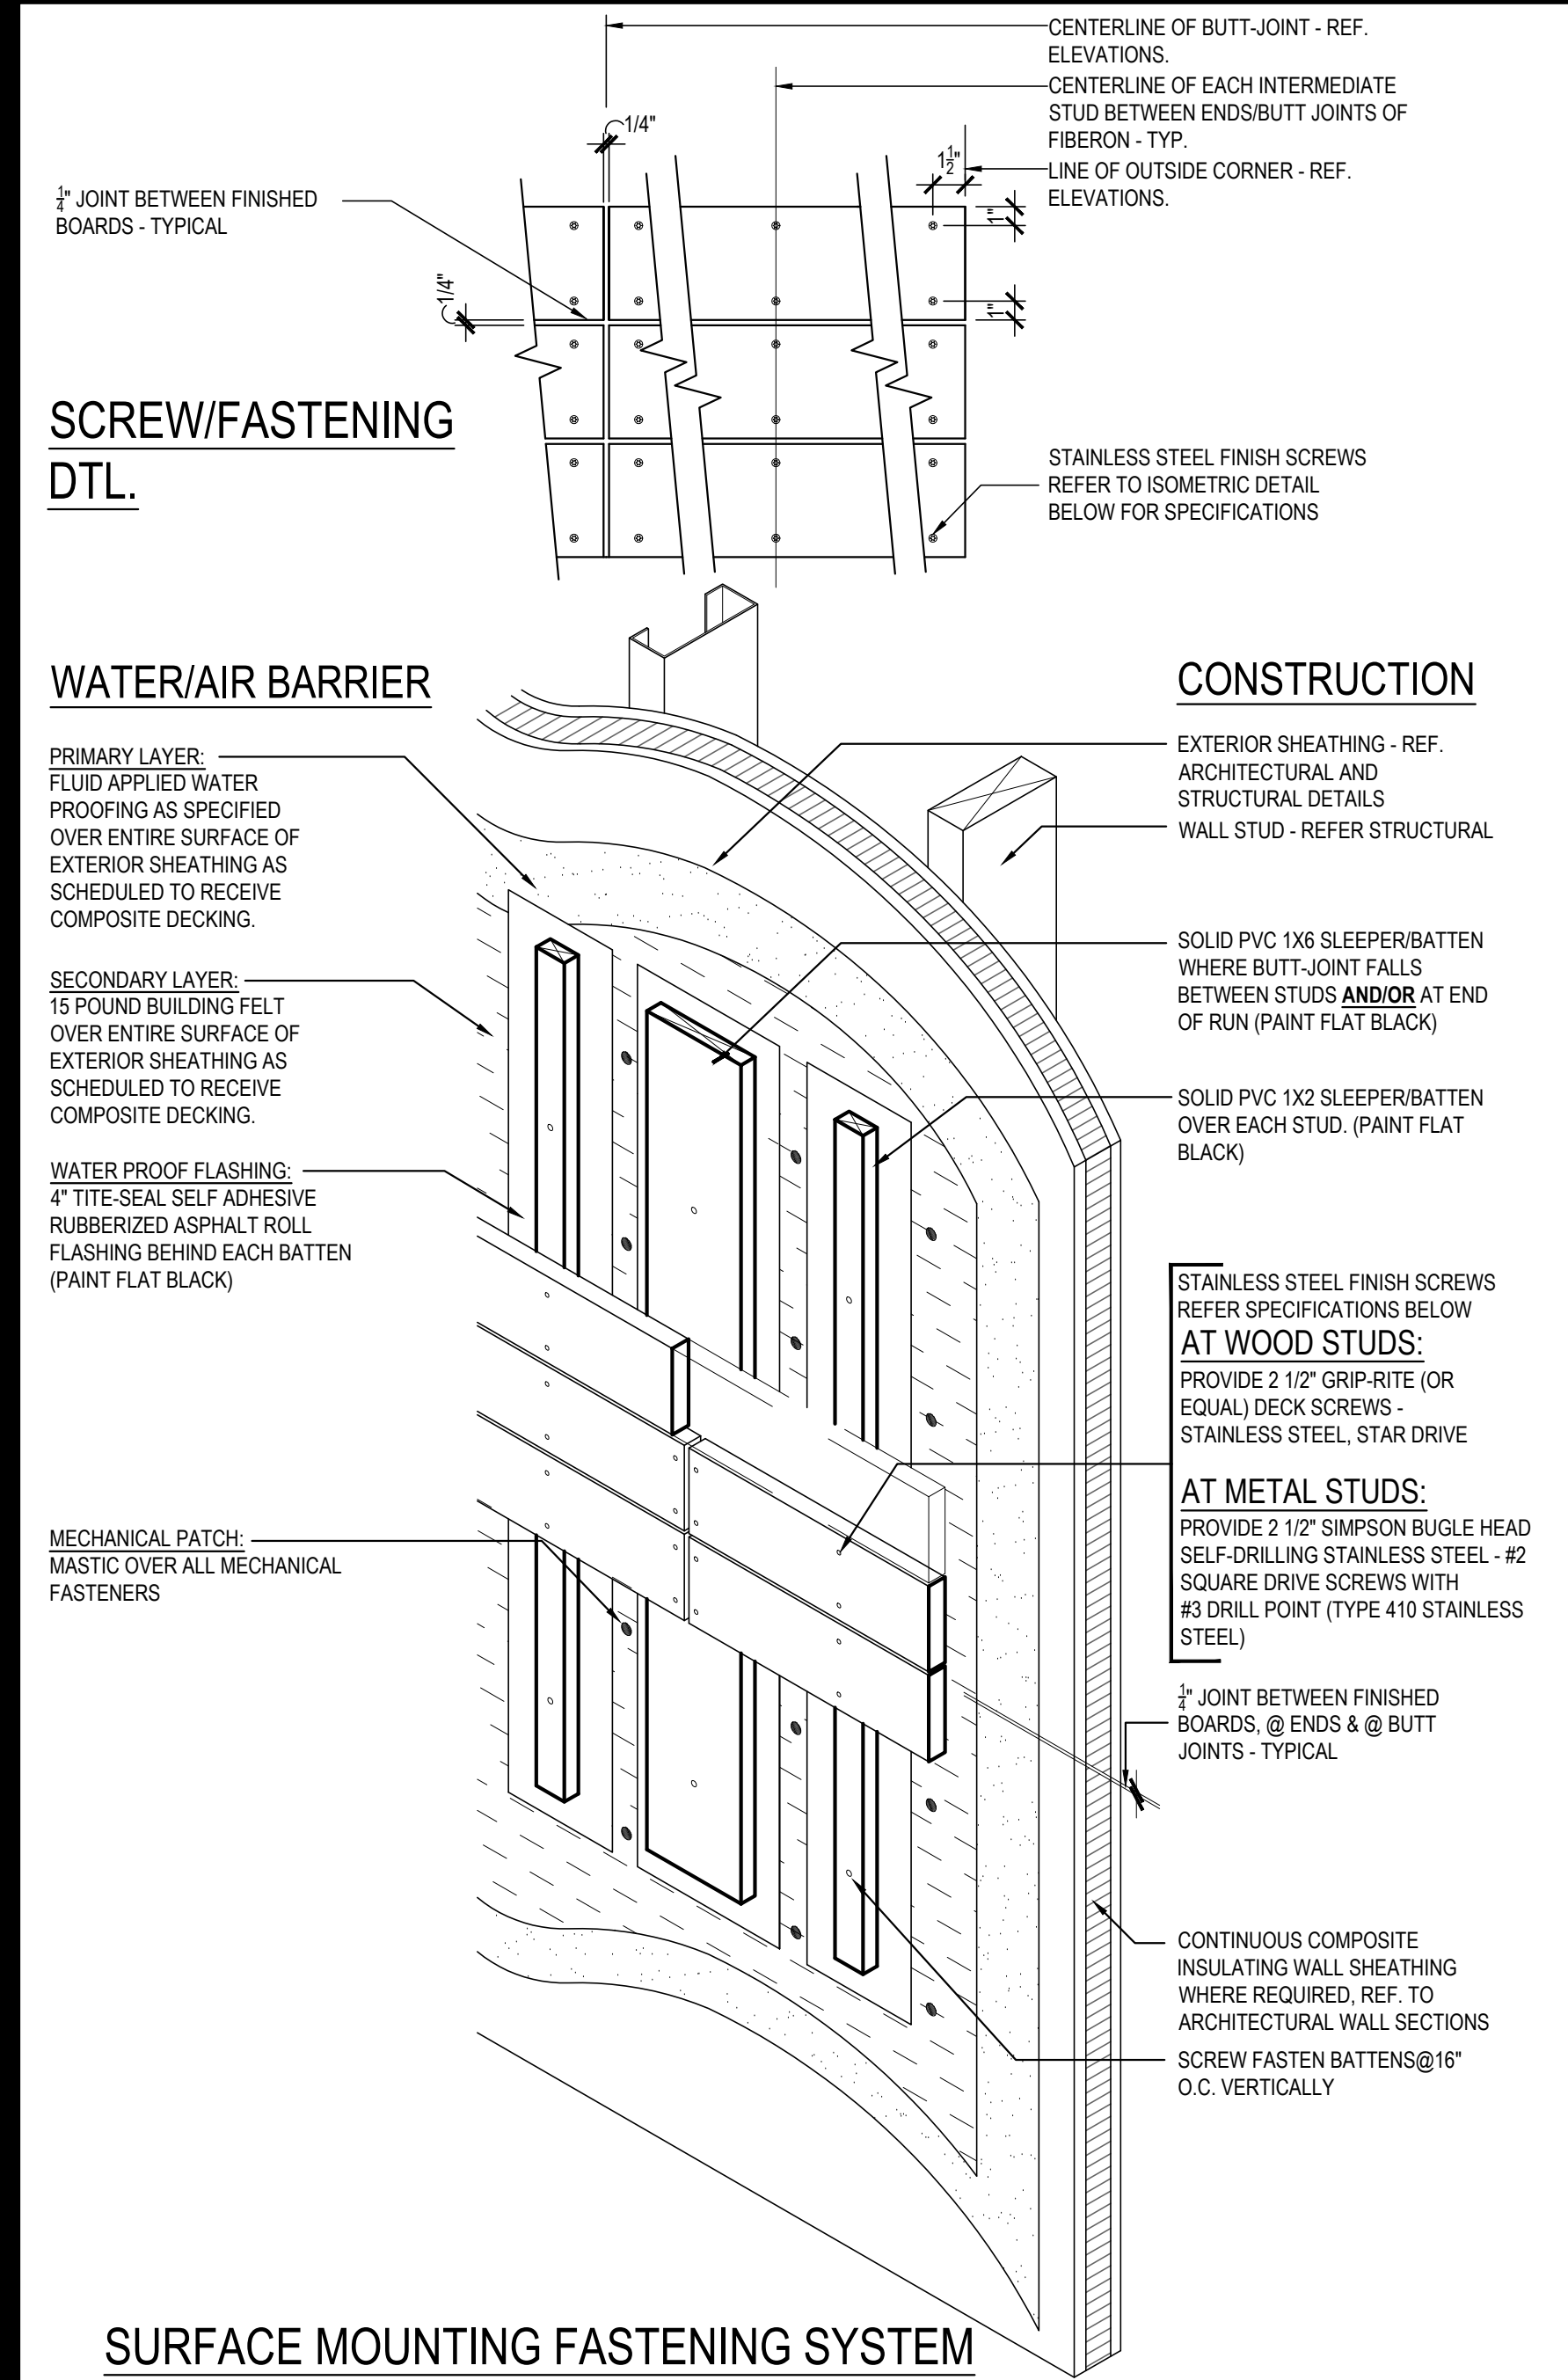 CENTERLINE OF BUTT-JOINT - REF.
ELEVATIONS.
CENTERLINE OF EACH INTERMEDIATE
STUD BETWEEN ENDS/BUTT JOINTS OF
FIBERON - TYP.
LINE OF OUTSIDE CORNER - REF.
ELEVATIONS.
1/4"
1 1/2"
1"
1"
1/4"
1/4" JOINT BETWEEN FINISHED
BOARDS - TYPICAL
SCREW/FASTENING
DTL.
STAINLESS STEEL FINISH SCREWS
REFER TO ISOMETRIC DETAIL
BELOW FOR SPECIFICATIONS
WATER/AIR BARRIER
PRIMARY LAYER:
FLUID APPLIED WATER
PROOFING AS SPECIFIED
OVER ENTIRE SURFACE OF
EXTERIOR SHEATHING AS
SCHEDULED TO RECEIVE
COMPOSITE DECKING.
SECONDARY LAYER:
15 POUND BUILDING FELT
OVER ENTIRE SURFACE OF
EXTERIOR SHEATHING AS
SCHEDULED TO RECEIVE
COMPOSITE DECKING.
WATER PROOF FLASHING:
4" TITE-SEAL SELF ADHESIVE
RUBBERIZED ASPHALT ROLL
FLASHING BEHIND EACH BATTEN
(PAINT FLAT BLACK)
MECHANICAL PATCH:
MASTIC OVER ALL MECHANICAL
FASTENERS
CONSTRUCTION
EXTERIOR SHEATHING - REF.
ARCHITECTURAL AND
STRUCTURAL DETAILS
WALL STUD - REFER STRUCTURAL
SOLID PVC 1X6 SLEEPER/BATTEN
WHERE BUTT-JOINT FALLS
BETWEEN STUDS AND/OR AT END
OF RUN (PAINT FLAT BLACK)
SOLID PVC 1X2 SLEEPER/BATTEN
OVER EACH STUD. (PAINT FLAT
BLACK)
STAINLESS STEEL FINISH SCREWS
REFER SPECIFICATIONS BELOW
AT WOOD STUDS:
PROVIDE 2 1/2" GRIP-RITE (OR
EQUAL) DECK SCREWS -
STAINLESS STEEL, STAR DRIVE
AT METAL STUDS:
PROVIDE 2 1/2" SIMPSON BUGLE HEAD
SELF-DRILLING STAINLESS STEEL - #2
SQUARE DRIVE SCREWS WITH
#3 DRILL POINT (TYPE 410 STAINLESS
STEEL)
1/4" JOINT BETWEEN FINISHED
BOARDS, @ ENDS & @ BUTT
JOINTS - TYPICAL
CONTINUOUS COMPOSITE
INSULATING WALL SHEATHING
WHERE REQUIRED, REF. TO
ARCHITECTURAL WALL SECTIONS
SCREW FASTEN BATTENS@16"
O.C. VERTICALLY
SURFACE MOUNTING FASTENING SYSTEM